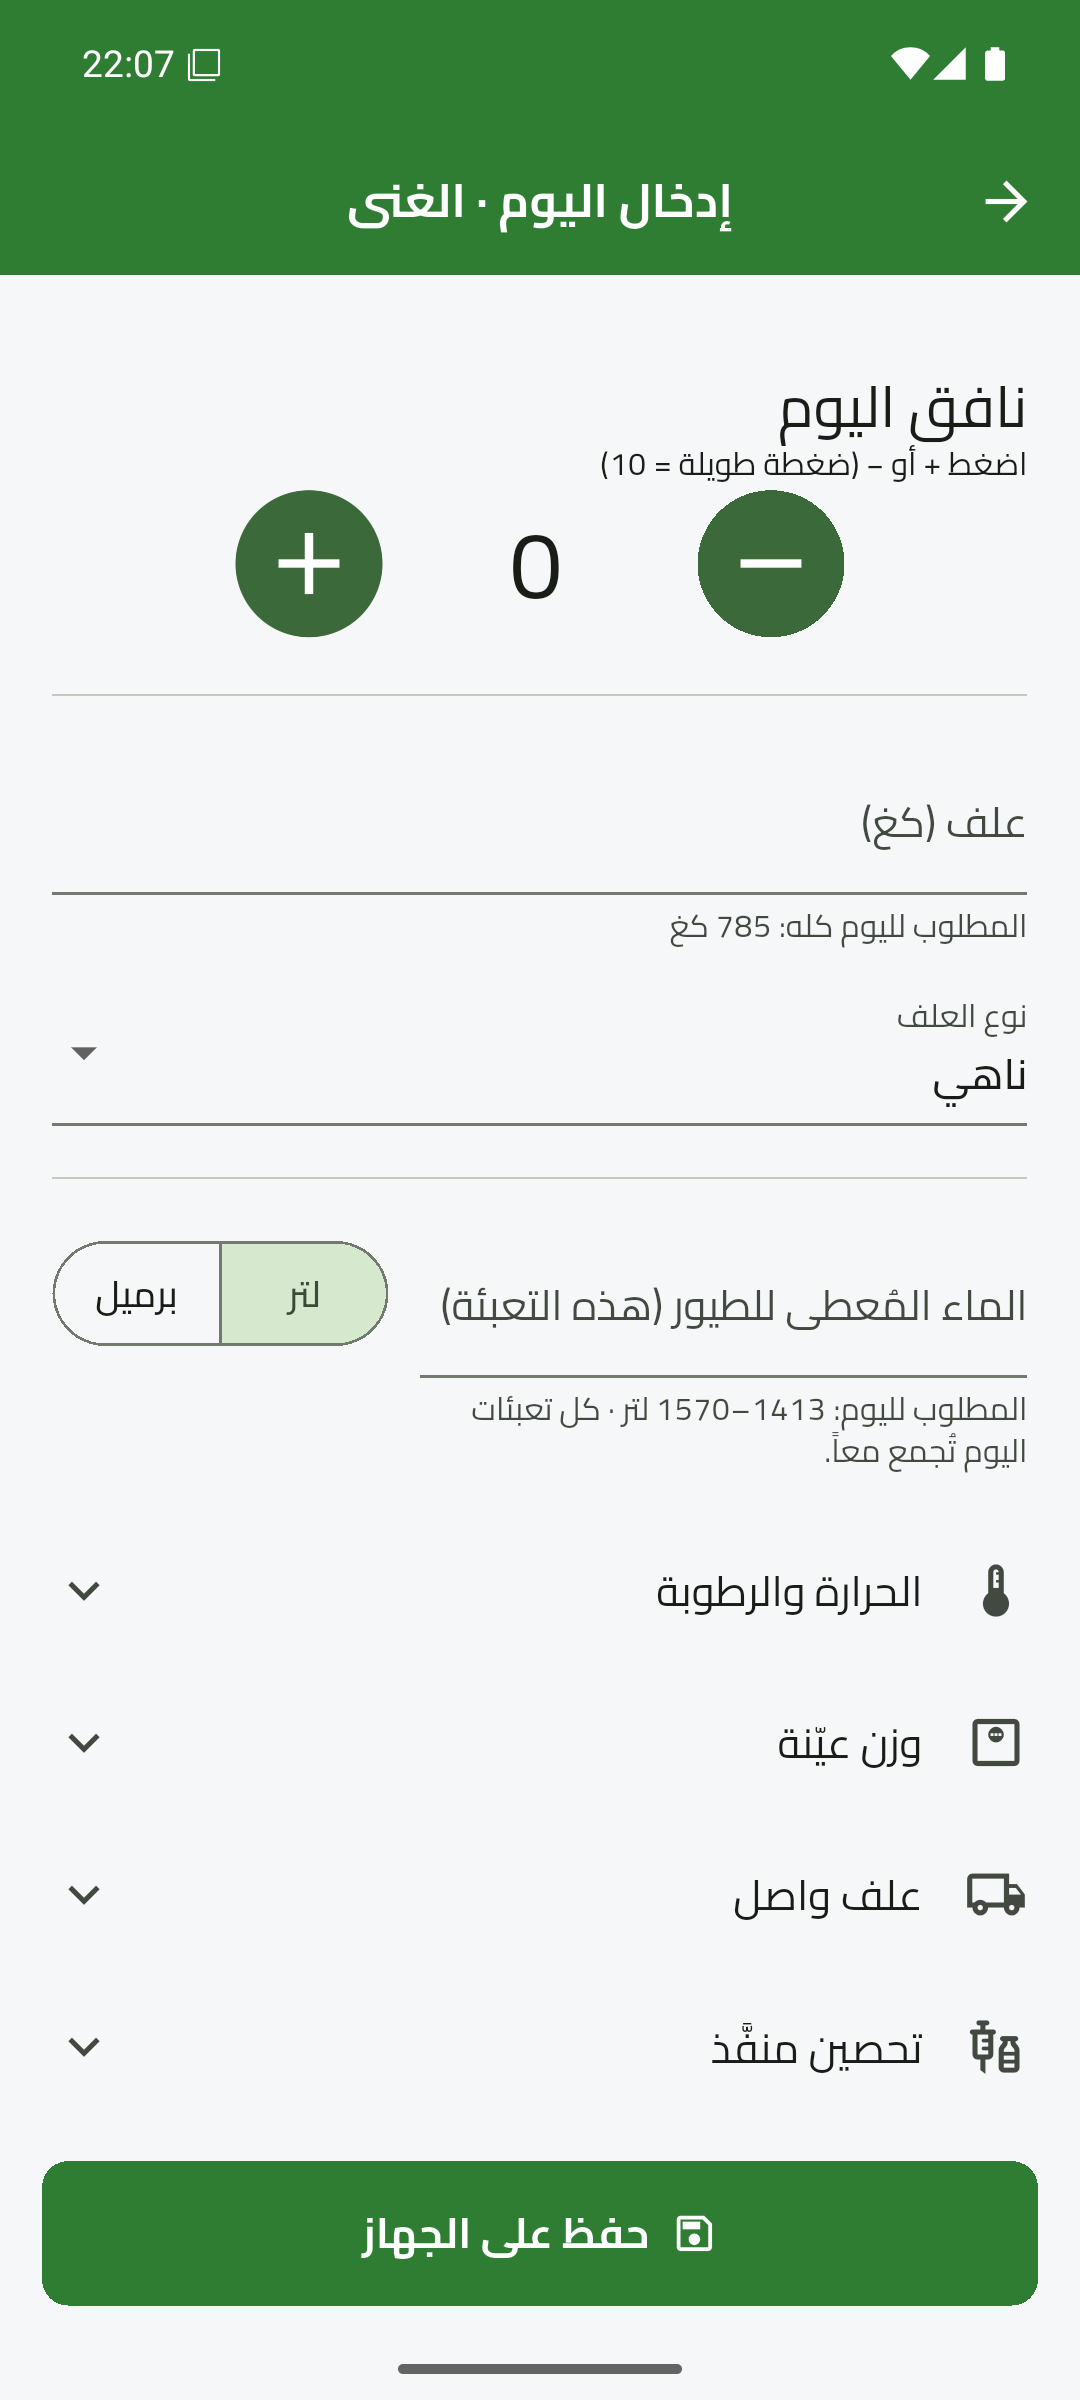 22:07
إدخال اليوم · الغنى
نافق اليوم
اضغط + أو − (ضغطة طويلة = 10)
0
علف (كغ)
المطلوب لليوم كله: 785 كغ
نوع العلف
ناهي
الماء المُعطى للطيور (هذه التعبئة)
لتر
برميل
المطلوب لليوم: 1413–1570 لتر · كل تعبئات
اليوم تُجمع معاً.
الحرارة والرطوبة
وزن عيّنة
علف واصل
تحصين منفَّذ
حفظ على الجهاز